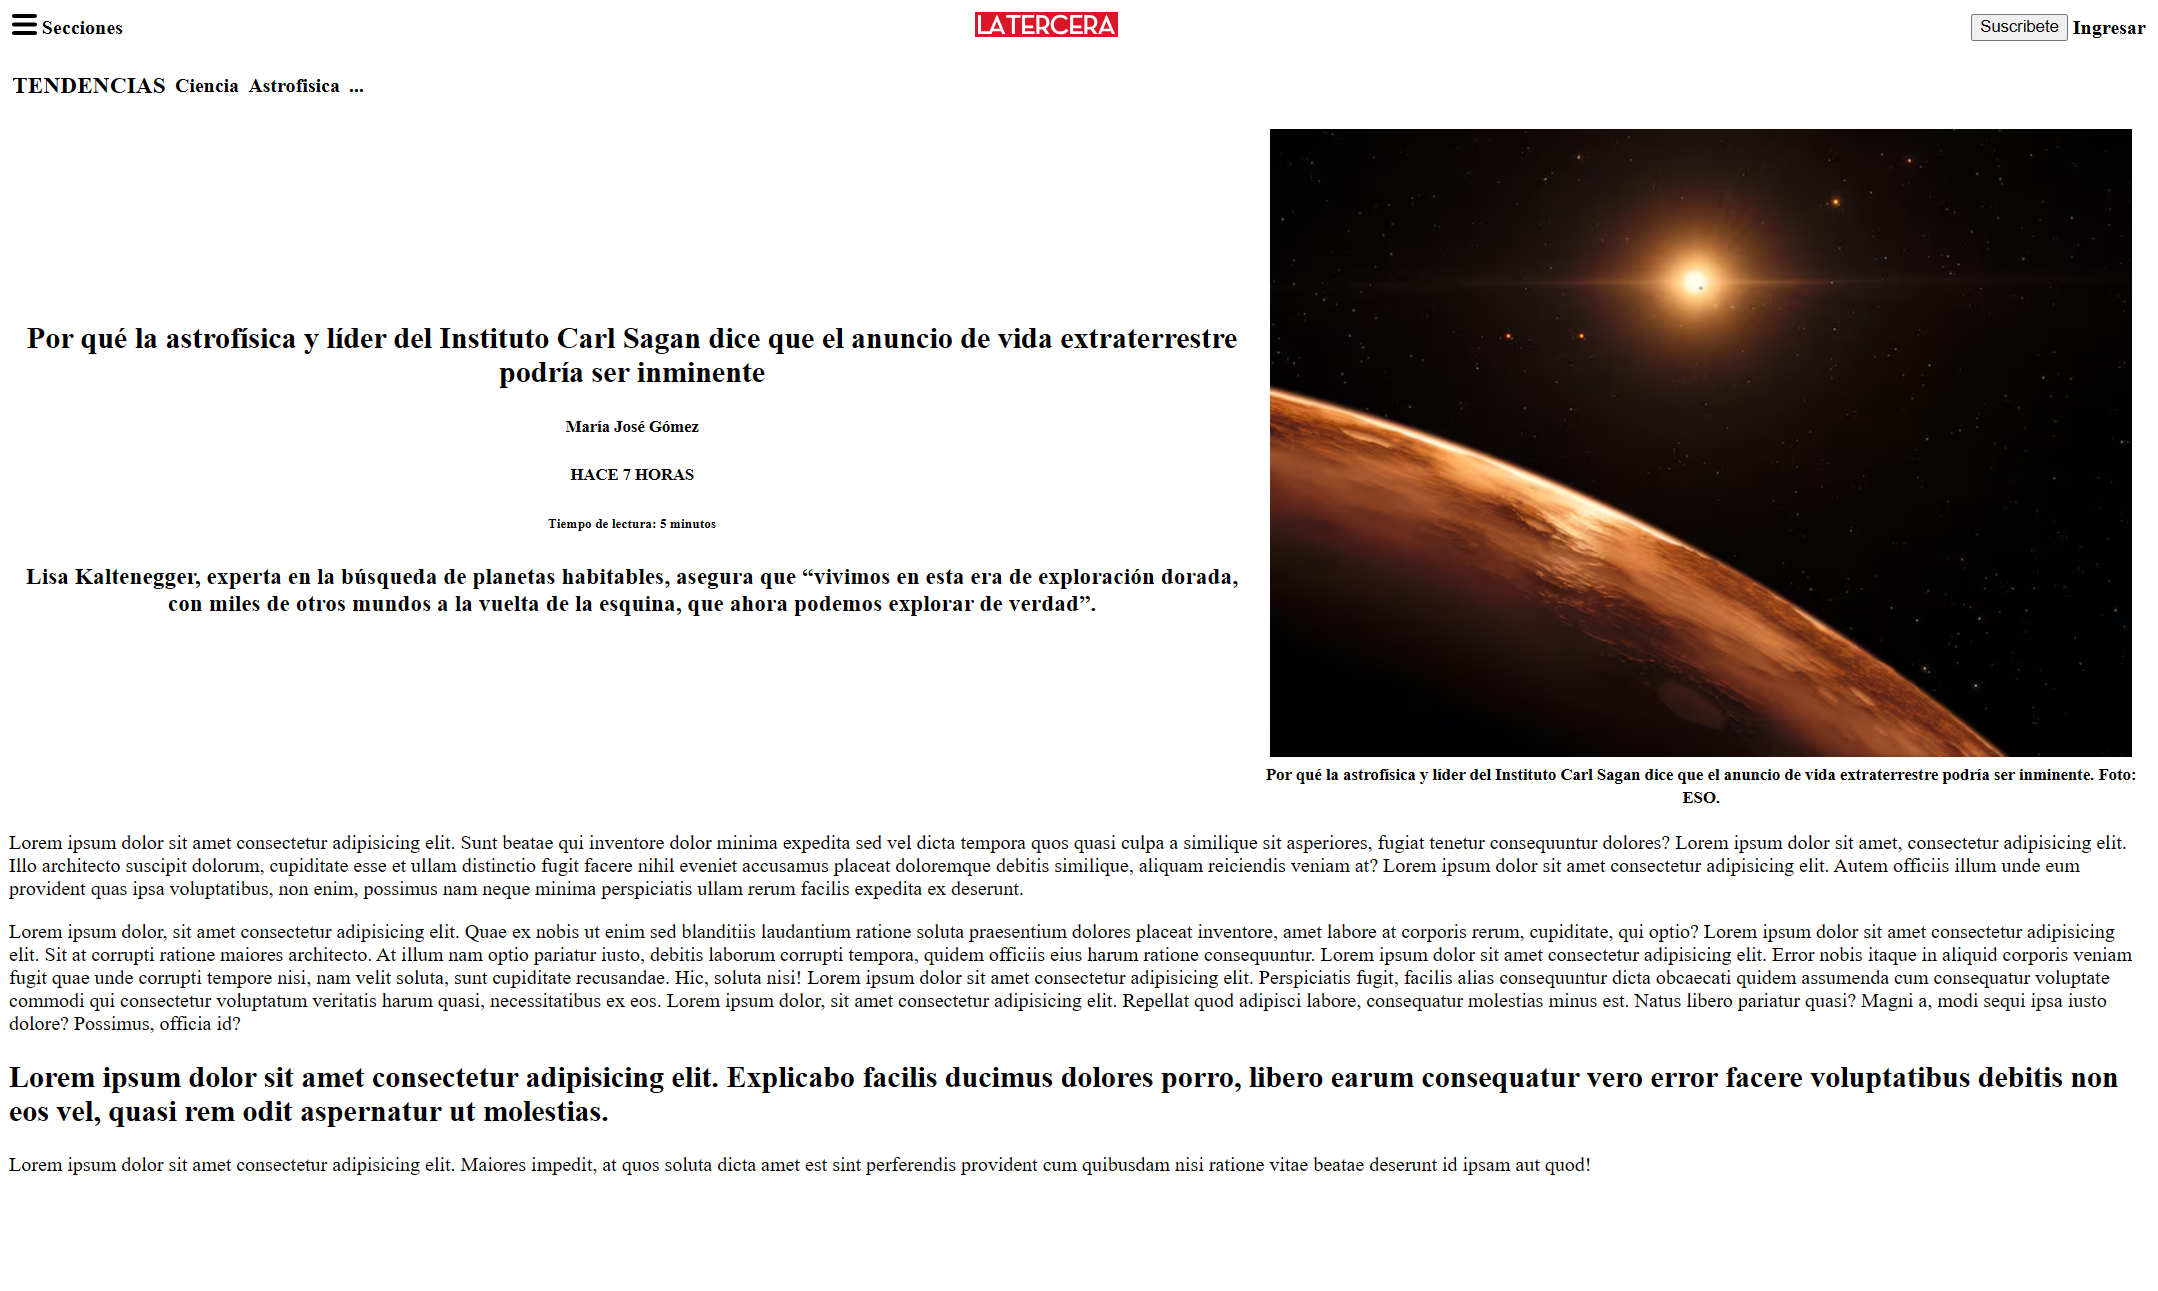 Secciones
LATERCERA
Suscribete Ingresar
TENDENCIAS Ciencia Astrofisica ...
Por qué la astrofísica y líder del Instituto Carl Sagan dice que el anuncio de vida extraterrestre
podría ser inminente
María José Gómez
HACE 7 HORAS
Tiempo de lectura: 5 minutos
Lisa Kaltenegger, experta en la búsqueda de planetas habitables, asegura que “vivimos en esta era de exploración dorada,
con miles de otros mundos a la vuelta de la esquina, que ahora podemos explorar de verdad”.
Por qué la astrofísica y líder del Instituto Carl Sagan dice que el anuncio de vida extraterrestre podría ser inminente. Foto:
ESO.
Lorem ipsum dolor sit amet consectetur adipisicing elit. Sunt beatae qui inventore dolor minima expedita sed vel dicta tempora quos quasi culpa a similique sit asperiores, fugiat tenetur consequuntur dolores? Lorem ipsum dolor sit amet, consectetur adipisicing elit.
Illo architecto suscipit dolorum, cupiditate esse et ullam distinctio fugit facere nihil eveniet accusamus placeat doloremque debitis similique, aliquam reiciendis veniam at? Lorem ipsum dolor sit amet consectetur adipisicing elit. Autem officiis illum unde eum
provident quas ipsa voluptatibus, non enim, possimus nam neque minima perspiciatis ullam rerum facilis expedita ex deserunt.
Lorem ipsum dolor, sit amet consectetur adipisicing elit. Quae ex nobis ut enim sed blanditiis laudantium ratione soluta praesentium dolores placeat inventore, amet labore at corporis rerum, cupiditate, qui optio? Lorem ipsum dolor sit amet consectetur adipisicing
elit. Sit at corrupti ratione maiores architecto. At illum nam optio pariatur iusto, debitis laborum corrupti tempora, quidem officiis eius harum ratione consequuntur. Lorem ipsum dolor sit amet consectetur adipisicing elit. Error nobis itaque in aliquid corporis veniam
fugit quae unde corrupti tempore nisi, nam velit soluta, sunt cupiditate recusandae. Hic, soluta nisi! Lorem ipsum dolor sit amet consectetur adipisicing elit. Perspiciatis fugit, facilis alias consequuntur dicta obcaecati quidem assumenda cum consequatur voluptate
commodi qui consectetur voluptatum veritatis harum quasi, necessitatibus ex eos. Lorem ipsum dolor, sit amet consectetur adipisicing elit. Repellat quod adipisci labore, consequatur molestias minus est. Natus libero pariatur quasi? Magni a, modi sequi ipsa iusto
dolore? Possimus, officia id?
Lorem ipsum dolor sit amet consectetur adipisicing elit. Explicabo facilis ducimus dolores porro, libero earum consequatur vero error facere voluptatibus debitis non
eos vel, quasi rem odit aspernatur ut molestias.
Lorem ipsum dolor sit amet consectetur adipisicing elit. Maiores impedit, at quos soluta dicta amet est sint perferendis provident cum quibusdam nisi ratione vitae beatae deserunt id ipsam aut quod!